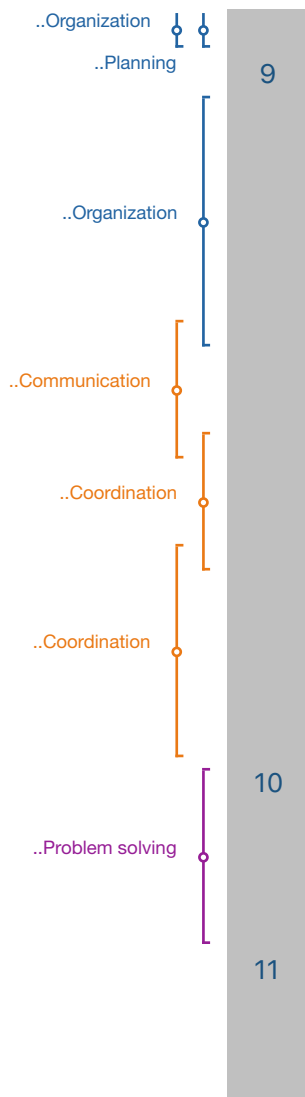 ..Organization
..Planning
9
..Organization
..Communication
..Coordination
..Coordination
10
..Problem solving
11